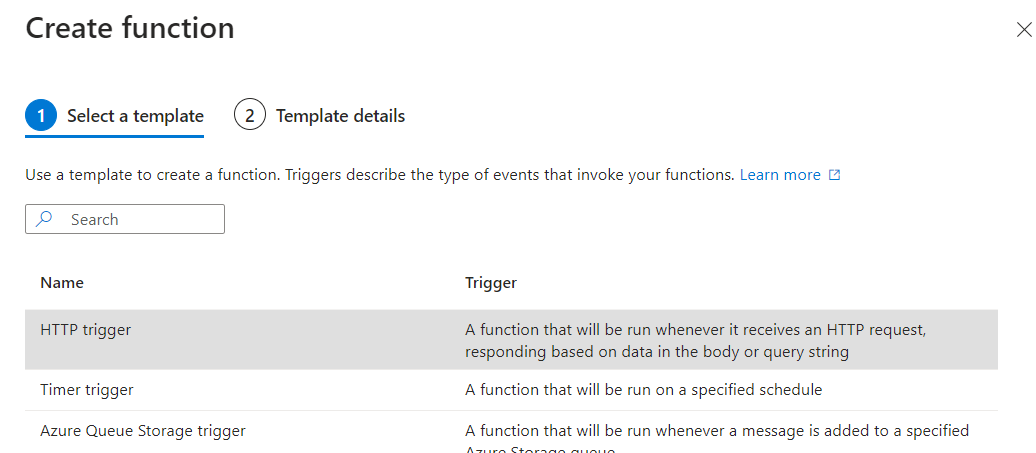 Create function
1 Select a template 2 Template details
Use a template to create a function. Triggers describe the type of events that invoke your functions. Learn more
Search
Name Trigger
HTTP trigger A function that will be run whenever it receives an HTTP request,
responding based on data in the body or query string
Timer trigger A function that will be run on a specified schedule
Azure Queue Storage trigger A function that will be run whenever a message is added to a specified
Azure Storage queue